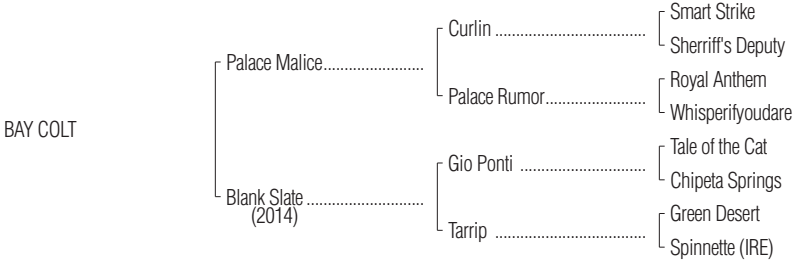 Smart Strike
Curlin ......................................
Sherriff's Deputy
Palace Malice.........................
Royal Anthem
Palace Rumor.........................
Whisperifyoudare
BAY COLT
Tale of the Cat
Gio Ponti ................................
Chipeta Springs
Blank Slate .............................
(2014)
Green Desert
Tarrip ......................................
Spinnette (IRE)